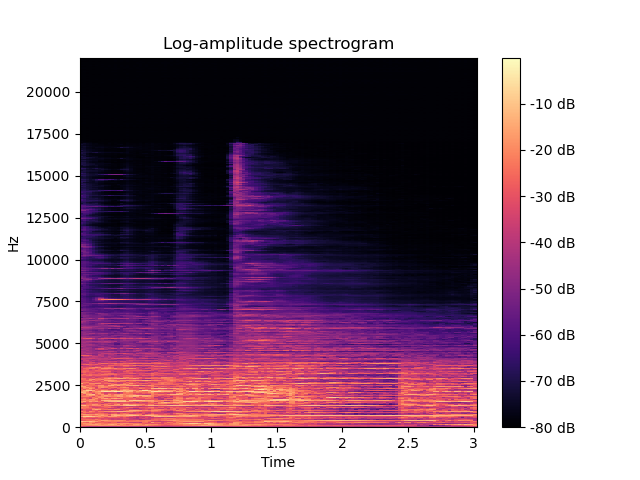 Log-amplitude spectrogram
20000
17500
15000
12500
10000
7500
5000
2500
0
Hz
0 0.5 1 1.5 2 2.5 3
Time
-10 dB
-20 dB
-30 dB
-40 dB
-50 dB
-60 dB
-70 dB
-80 dB